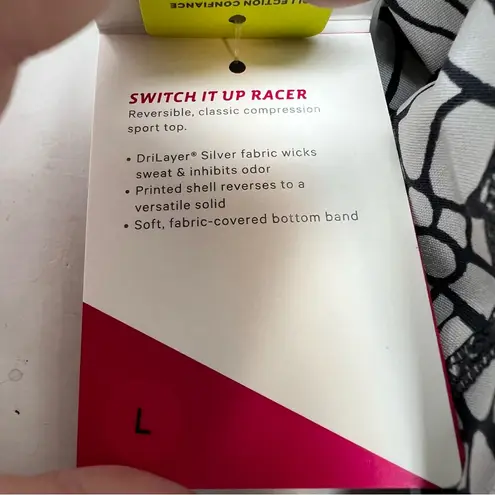 COLLECTION CONFIANCE
SWITCH IT UP RACER
Reversible, classic compression
sport top.
• DriLayer® Silver fabric wicks
sweat & inhibits odor
• Printed shell reverses to a
versatile solid
• Soft, fabric-covered bottom band
L